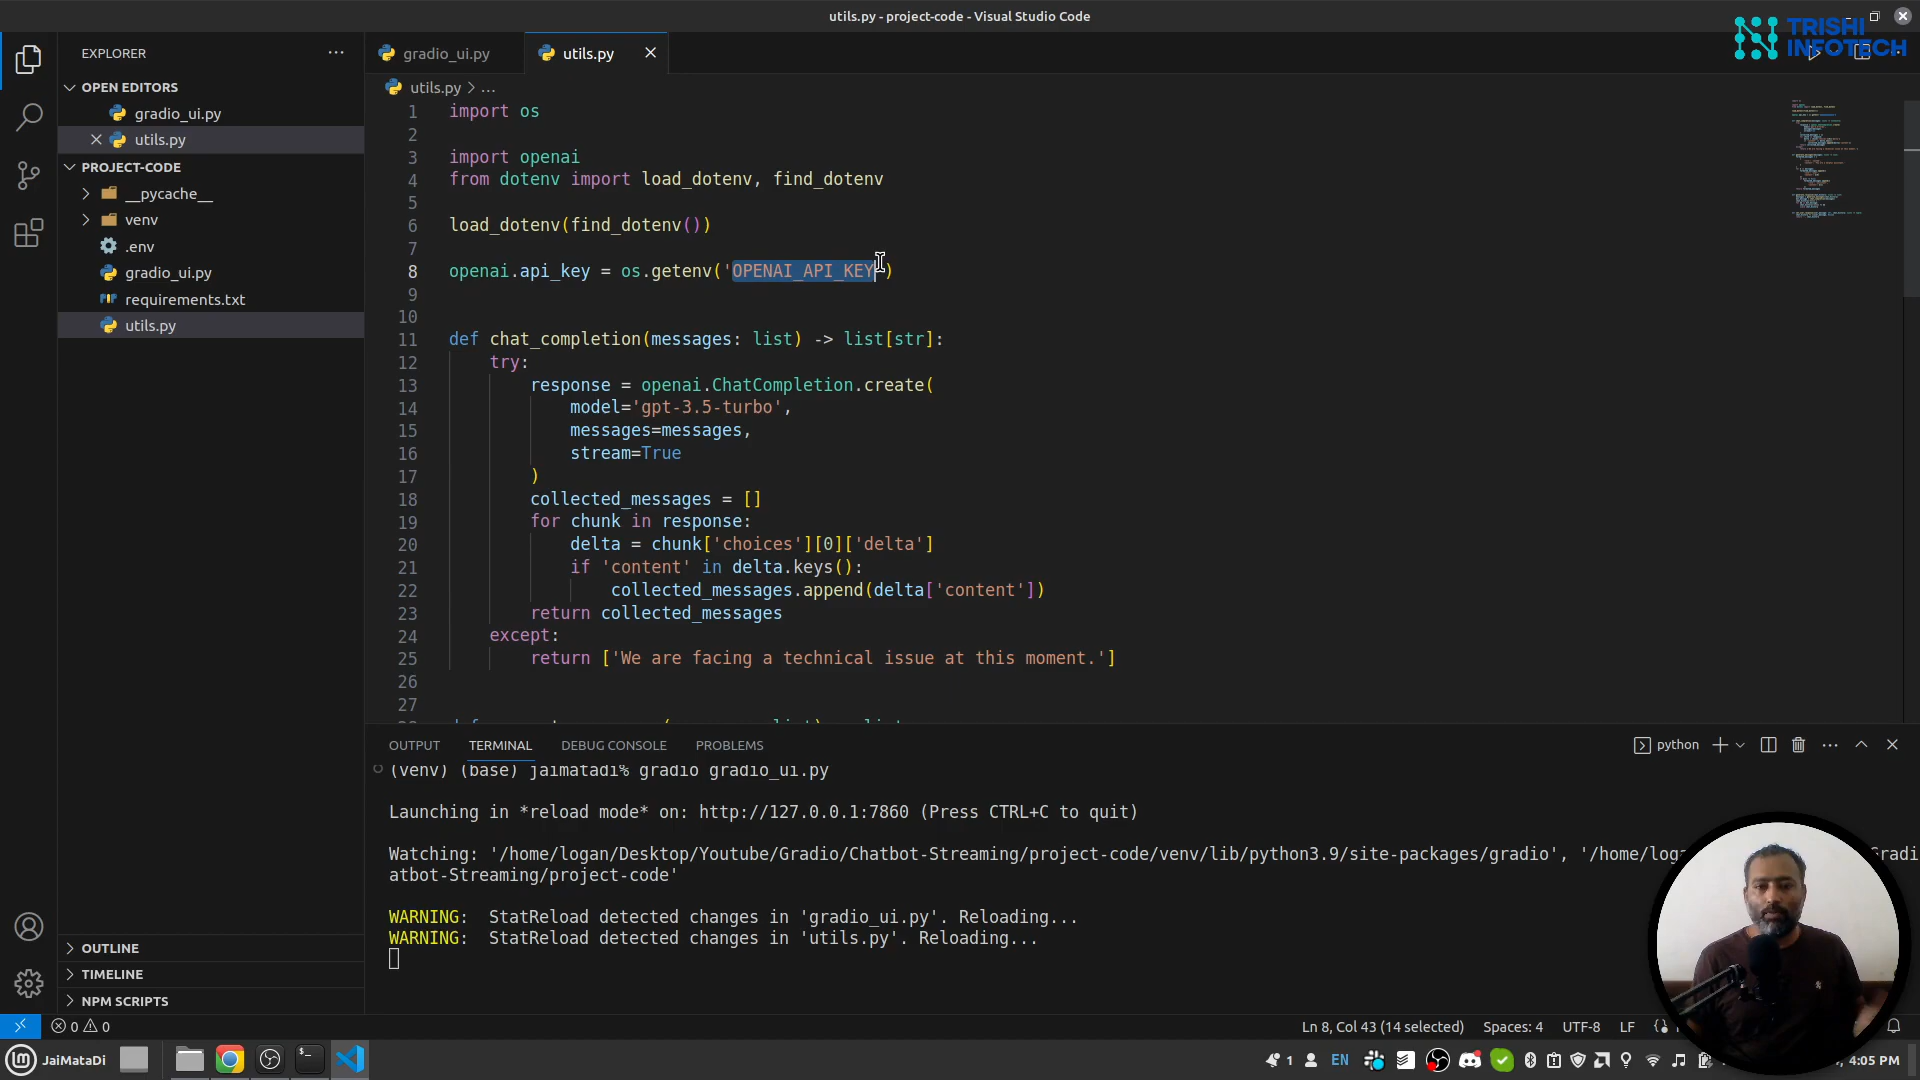 utils.py - project-code - Visual Studio Code
TRISHI
INFOTECH
EXPLORER
gradio_ui.py
utils.py
OPEN EDITORS
gradio_ui.py
utils.py
PROJECT-CODE
__pycache__
venv
.env
gradio_ui.py
requirements.txt
utils.py
utils.py > ...
1 import os
2
3 import openai
4 from dotenv import load_dotenv, find_dotenv
5
6 load_dotenv(find_dotenv())
7
8 openai.api_key = os.getenv('OPENAI_API_KEY')
9
10
11 def chat_completion(messages: list) -> list[str]:
12 try:
13 response = openai.ChatCompletion.create(
14 model='gpt-3.5-turbo',
15 messages=messages,
16 stream=True
17 )
18 collected_messages = []
19 for chunk in response:
20 delta = chunk['choices'][0]['delta']
21 if 'content' in delta.keys():
22 collected_messages.append(delta['content'])
23 return collected_messages
24 except:
25 return ['We are facing a technical issue at this moment.']
26
27
OUTPUT TERMINAL DEBUG CONSOLE PROBLEMS
python
(venv) (base) jaimatadi% gradio gradio_ui.py
Launching in *reload mode* on: http://127.0.0.1:7860 (Press CTRL+C to quit)
Watching: '/home/logan/Desktop/Youtube/Gradio/Chatbot-Streaming/project-code/venv/lib/python3.9/site-packages/gradio', '/home/loga
atbot-Streaming/project-code'
WARNING: StatReload detected changes in 'gradio_ui.py'. Reloading...
WARNING: StatReload detected changes in 'utils.py'. Reloading...
OUTLINE
TIMELINE
NPM SCRIPTS
0 0
Ln 8, Col 43 (14 selected) Spaces: 4 UTF-8 LF
JaiMataDi
1 EN
4:05 PM